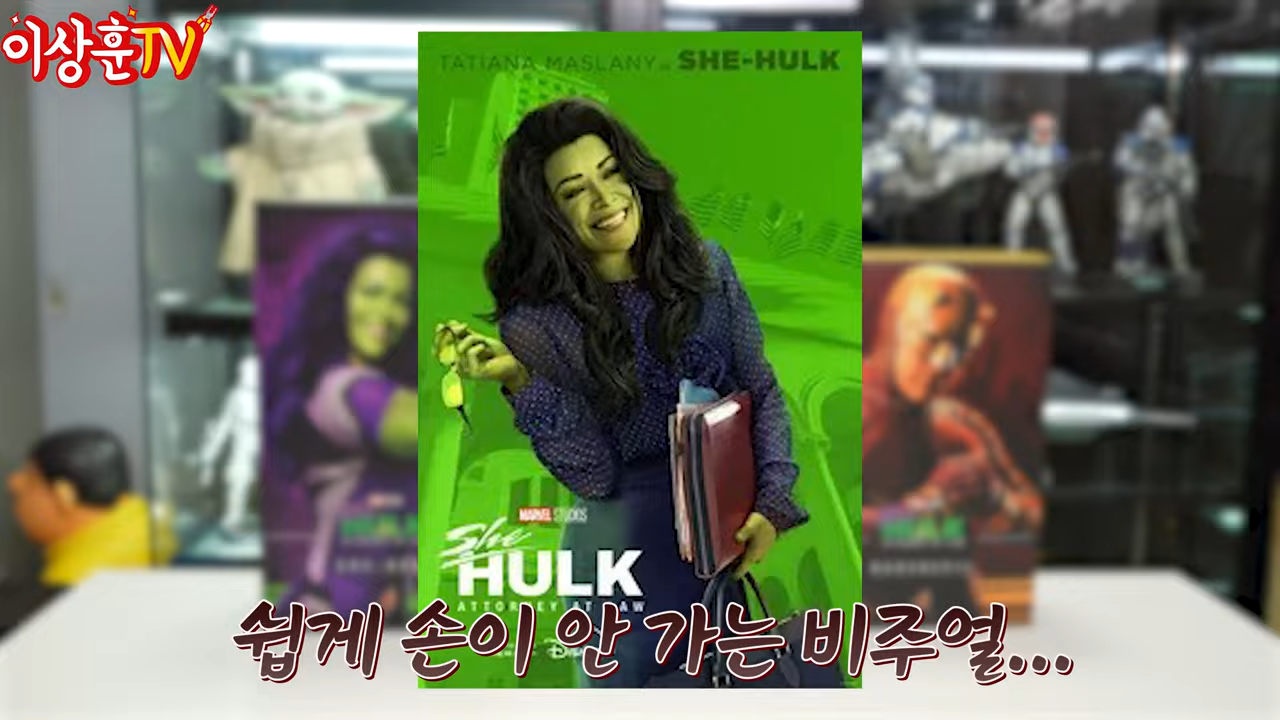 이상훈TV
TATIANA MASLANY IS SHE-HULK
MARVEL STUDIOS
She
HULK
ATTORNEY AT LAW
쉽게 손이 안 가는 비주얼...